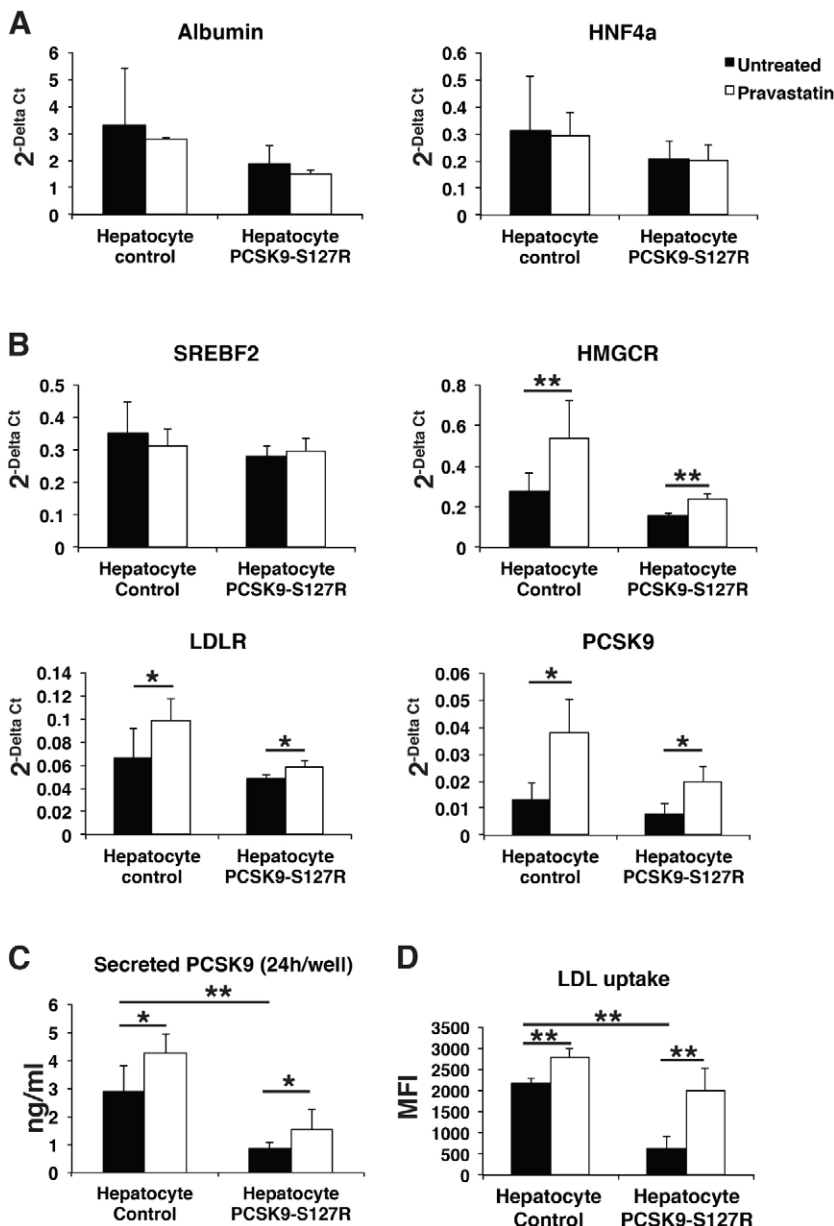 A
Albumin
2-Delta Ct
6
5
4
3
2
1
0
Hepatocyte
control
Hepatocyte
PCSK9-S127R
HNF4a
2-Delta Ct
0.6
0.5
0.4
0.3
0.2
0.1
0
Hepatocyte
control
Hepatocyte
PCSK9-S127R
Untreated
Pravastatin
B
SREBF2
2-Delta Ct
0.5
0.4
0.3
0.2
0.1
0
Hepatocyte
Control
Hepatocyte
PCSK9-S127R
HMGCR
2-Delta Ct
0.8
0.6
0.4
0.2
0
**
**
Hepatocyte
Control
Hepatocyte
PCSK9-S127R
LDLR
2-Delta Ct
0.14
0.12
0.1
0.08
0.06
0.04
0.02
0
*
*
Hepatocyte
control
Hepatocyte
PCSK9-S127R
PCSK9
2-Delta Ct
0.06
0.05
0.04
0.03
0.02
0.01
0
*
*
Hepatocyte
control
Hepatocyte
PCSK9-S127R
C
Secreted PCSK9 (24h/well)
ng/ml
6
5
4
3
2
1
0
**
*
*
Hepatocyte
Control
Hepatocyte
PCSK9-S127R
D
LDL uptake
MFI
3500
3000
2500
2000
1500
1000
500
0
**
**
**
Hepatocyte
Control
Hepatocyte
PCSK9-S127R